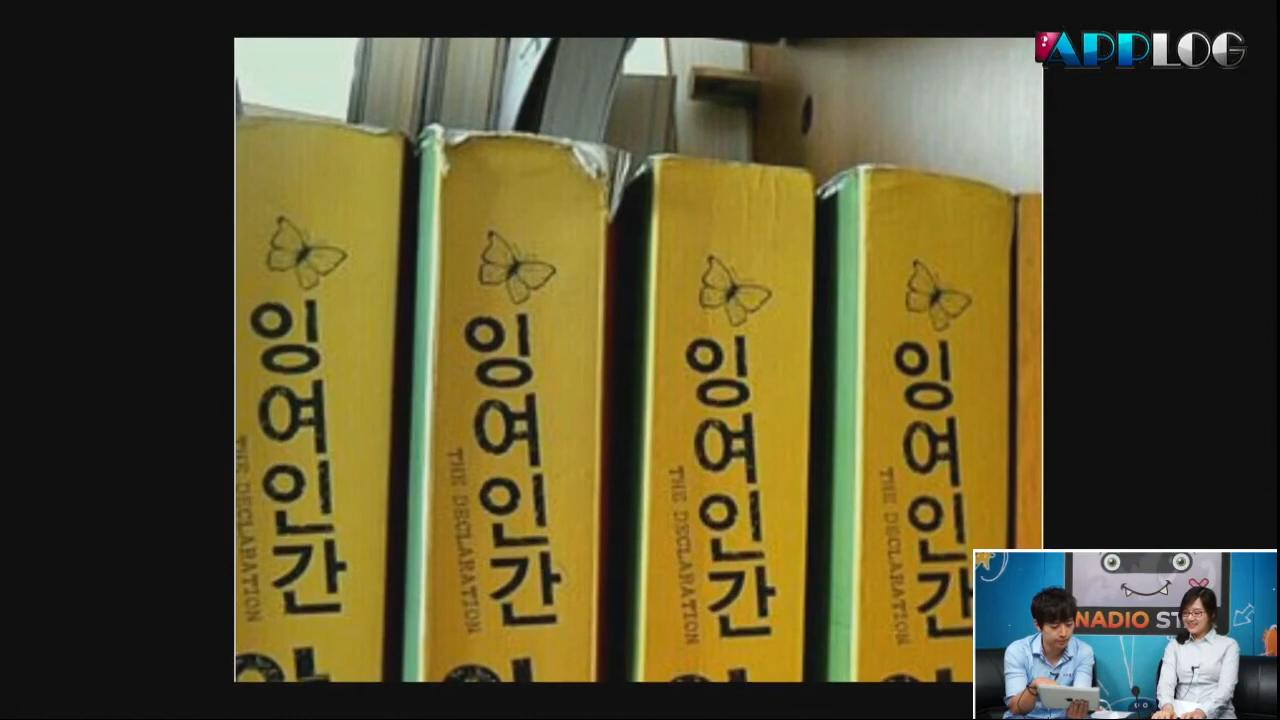 APPLOG
잉여인간
THE DECLARATION
잉여인간
THE DECLARATION
잉여인간
THE DECLARATION
잉여인간
THE DECLARATION
NADIO ST